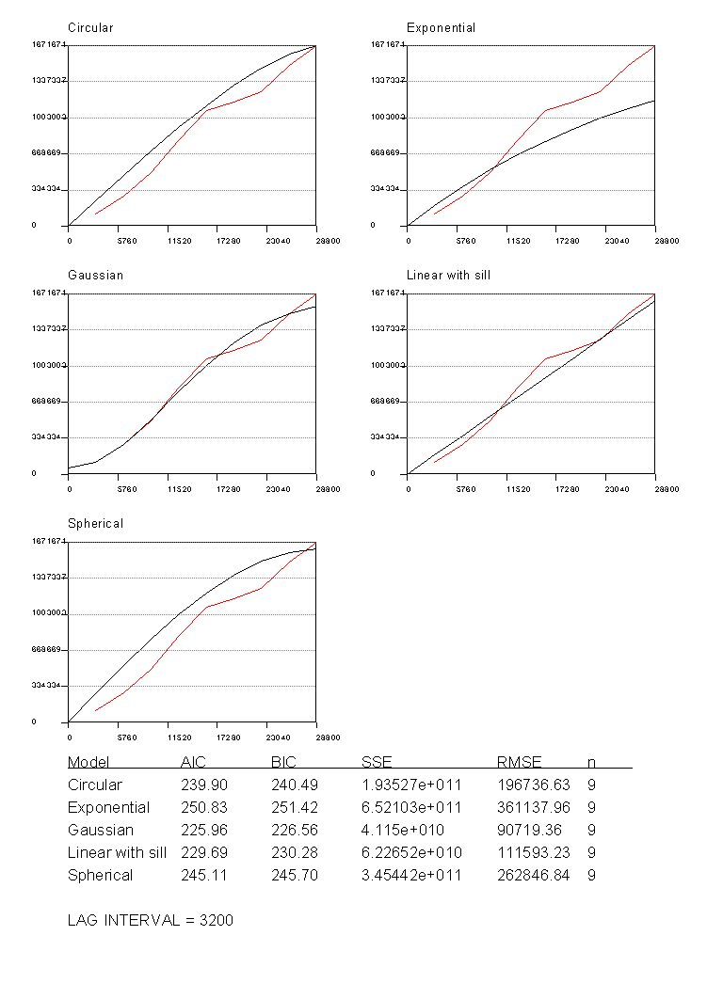 Circular Exponential
1671671 1671671
1337337 1337337
1003003 1003003
668669 668669
334334 334334
0 0
0 5760 11520 17280 23040 28800 0 5760 11520 17280 23040 28800
Gaussian Linear with sill
1671671 1671671
1337337 1337337
1003003 1003003
668669 668669
334334 334334
0 0
0 5760 11520 17280 23040 28800 0 5760 11520 17280 23040 28800
Spherical
1671671
1337337
1003003
668669
334334
0
0 5760 11520 17280 23040 28800
Model AIC BIC SSE RMSE n
Circular 239.90 240.49 1.93527e+011 196736.63 9
Exponential 250.83 251.42 6.52103e+011 361137.96 9
Gaussian 225.96 226.56 4.115e+010 90719.36 9
Linear with sill 229.69 230.28 6.22652e+010 111593.23 9
Spherical 245.11 245.70 3.45442e+011 262846.84 9
LAG INTERVAL = 3200